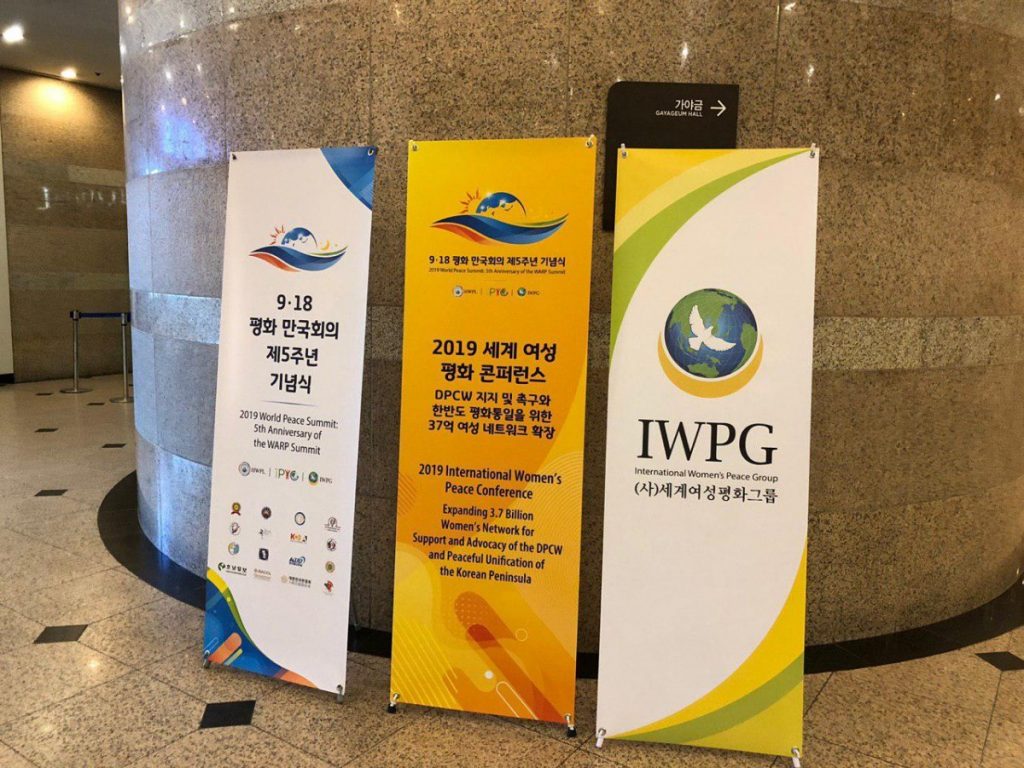 가야금
GAYAGEUM HALL
9·18
평화 만국회의
제5주년
기념식
2019 World Peace Summit:
5th Anniversary of
the WARP Summit
HWPL IPYG IWPG
9·18 평화 만국회의 제5주년 기념식
2019 World Peace Summit: 5th Anniversary of the WARP Summit
HWPL IPYG IWPG
2019 세계 여성
평화 콘퍼런스
DPCW 지지 및 촉구와
한반도 평화통일을 위한
37억 여성 네트워크 확장
2019 International Women's
Peace Conference
Expanding 3.7 Billion
Women's Network for
Support and Advocacy of the DPCW
and Peaceful Unification of
the Korean Peninsula
IWPG
International Women's Peace Group
(사)세계여성평화그룹